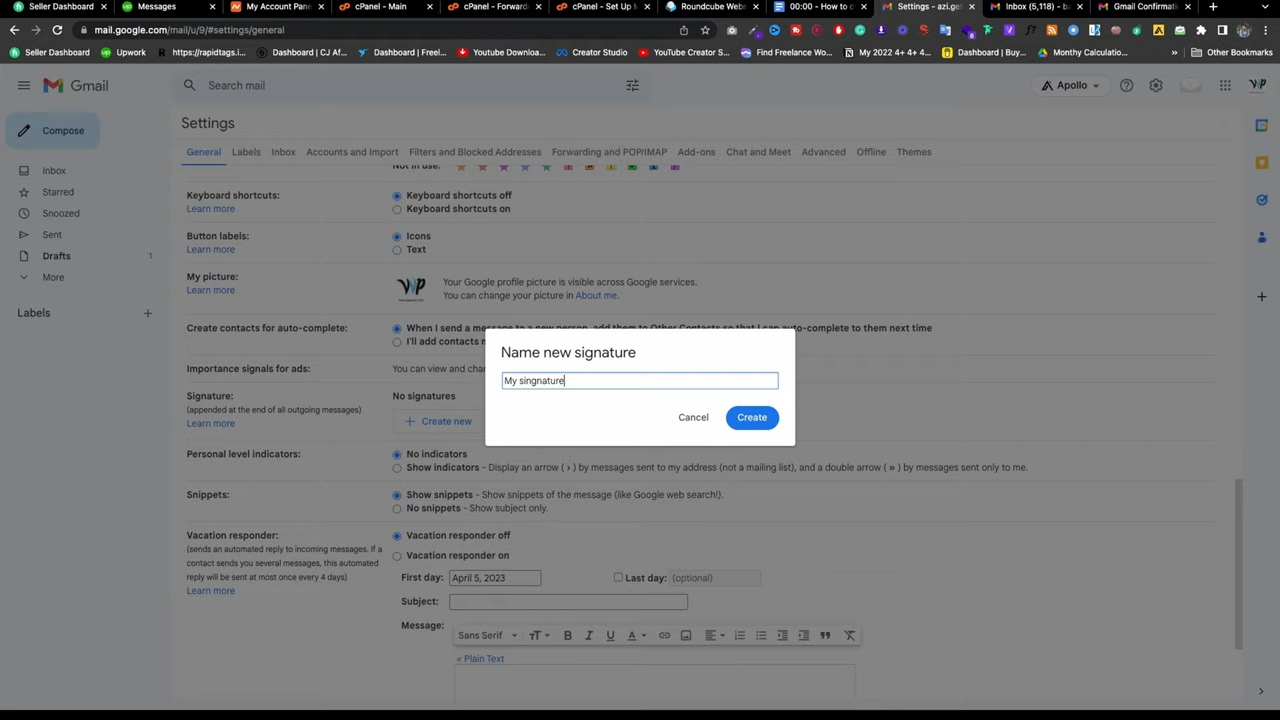 Seller Dashboard
Messages
My Account Pane
cPanel - Main
cPanel - Forward
cPanel - Set Up M
Roundcube Webm
00:00 - How to c
Settings - azi.get
Inbox (5,118) - b
Gmail Confirmatio
mail.google.com/mail/u/9/#settings/general
Seller Dashboard
Upwork
https://rapidtags.i...
Dashboard | CJ Af...
Dashboard | Freel...
Youtube Downloa...
Creator Studio
YouTube Creator S...
Find Freelance Wo...
My 2022 4+ 4+ 4...
Dashboard | Buy...
Monthy Calculatio...
Other Bookmarks
Gmail
Search mail
Apollo
Settings
Compose
General Labels Inbox Accounts and Import Filters and Blocked Addresses Forwarding and POP/IMAP Add-ons Chat and Meet Advanced Offline Themes
Inbox
Starred
Snoozed
Sent
Drafts 1
More
Labels
Not in use:
Keyboard shortcuts: Keyboard shortcuts off
Learn more Keyboard shortcuts on
Button labels: Icons
Learn more Text
My picture: Your Google profile picture is visible across Google services.
Learn more You can change your picture in About me.
Create contacts for auto-complete: When I send a message to a new person, add them to Other Contacts so that I can auto-complete to them next time
I'll add contacts m
Importance signals for ads: You can view and chan
Signature: No signatures
(appended at the end of all outgoing messages)
Learn more Create new
Name new signature
My singnature
Cancel Create
Personal level indicators: No indicators
Show indicators - Display an arrow ( › ) by messages sent to my address (not a mailing list), and a double arrow ( » ) by messages sent only to me.
Snippets: Show snippets - Show snippets of the message (like Google web search!).
No snippets - Show subject only.
Vacation responder: Vacation responder off
(sends an automated reply to incoming messages. If a
contact sends you several messages, this automated
reply will be sent at most once every 4 days)
Learn more
Vacation responder on
First day: April 5, 2023 Last day: (optional)
Subject:
Message:
Sans Serif
« Plain Text